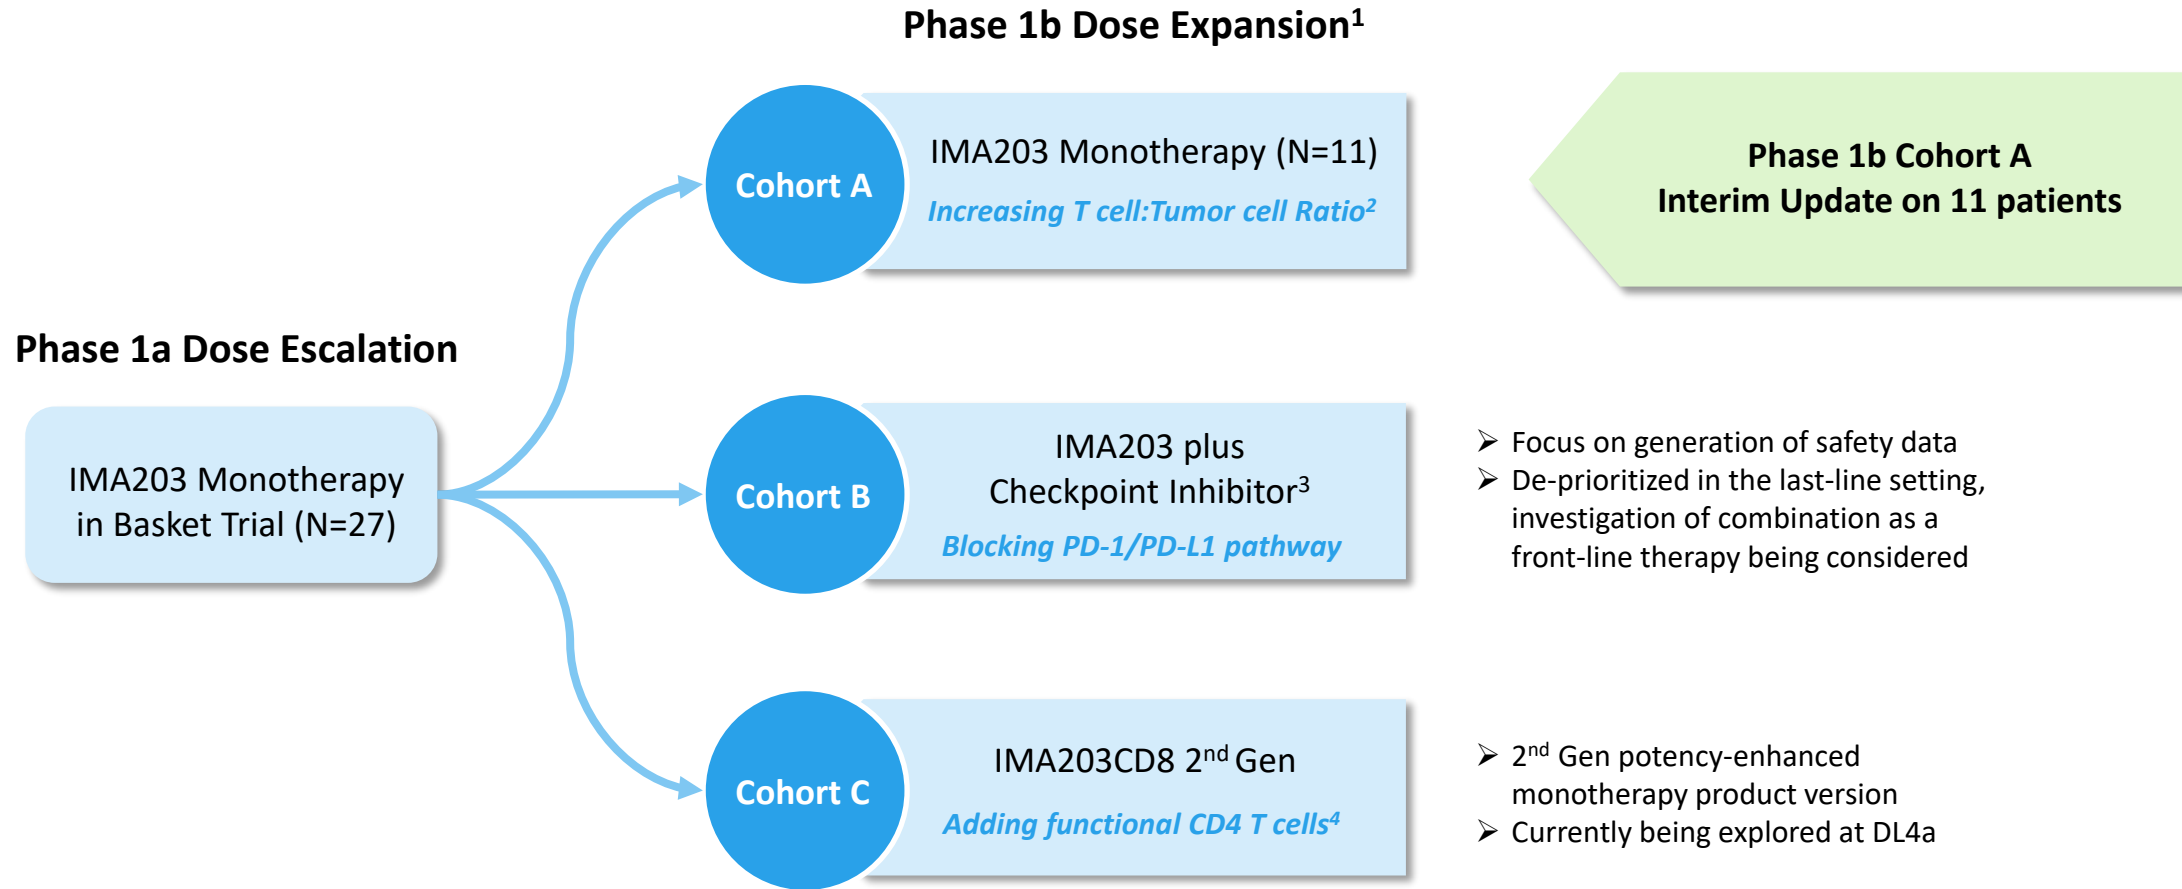 Phase 1b Dose Expansion¹
Cohort A
IMA203 Monotherapy (N=11)
Increasing T cell:Tumor cell Ratio²
Phase 1b Cohort A
Interim Update on 11 patients
Phase 1a Dose Escalation
IMA203 Monotherapy
in Basket Trial (N=27)
Cohort B
IMA203 plus
Checkpoint Inhibitor³
Blocking PD-1/PD-L1 pathway
➢ Focus on generation of safety data
➢ De-prioritized in the last-line setting,
investigation of combination as a
front-line therapy being considered
Cohort C
IMA203CD8 2ⁿᵈ Gen
Adding functional CD4 T cells⁴
➢ 2ⁿᵈ Gen potency-enhanced
monotherapy product version
➢ Currently being explored at DL4a